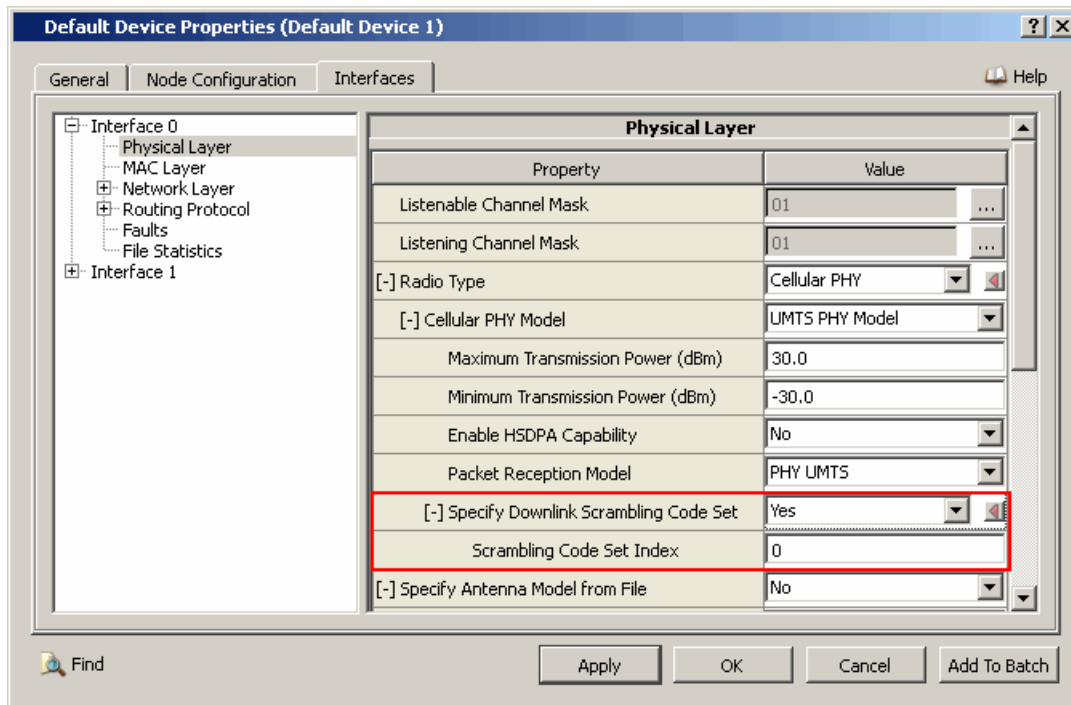 Default Device Properties (Default Device 1)
General
Node Configuration
Interfaces
Help
Interface 0
Physical Layer
MAC Layer
Network Layer
Routing Protocol
Faults
File Statistics
Interface 1
Physical Layer
Property Value
Listenable Channel Mask 01 ...
Listening Channel Mask 01 ...
[-] Radio Type Cellular PHY
[-] Cellular PHY Model UMTS PHY Model
Maximum Transmission Power (dBm) 30.0
Minimum Transmission Power (dBm) -30.0
Enable HSDPA Capability No
Packet Reception Model PHY UMTS
[-] Specify Downlink Scrambling Code Set Yes
Scrambling Code Set Index 0
[-] Specify Antenna Model from File No
Find
Apply
OK
Cancel
Add To Batch